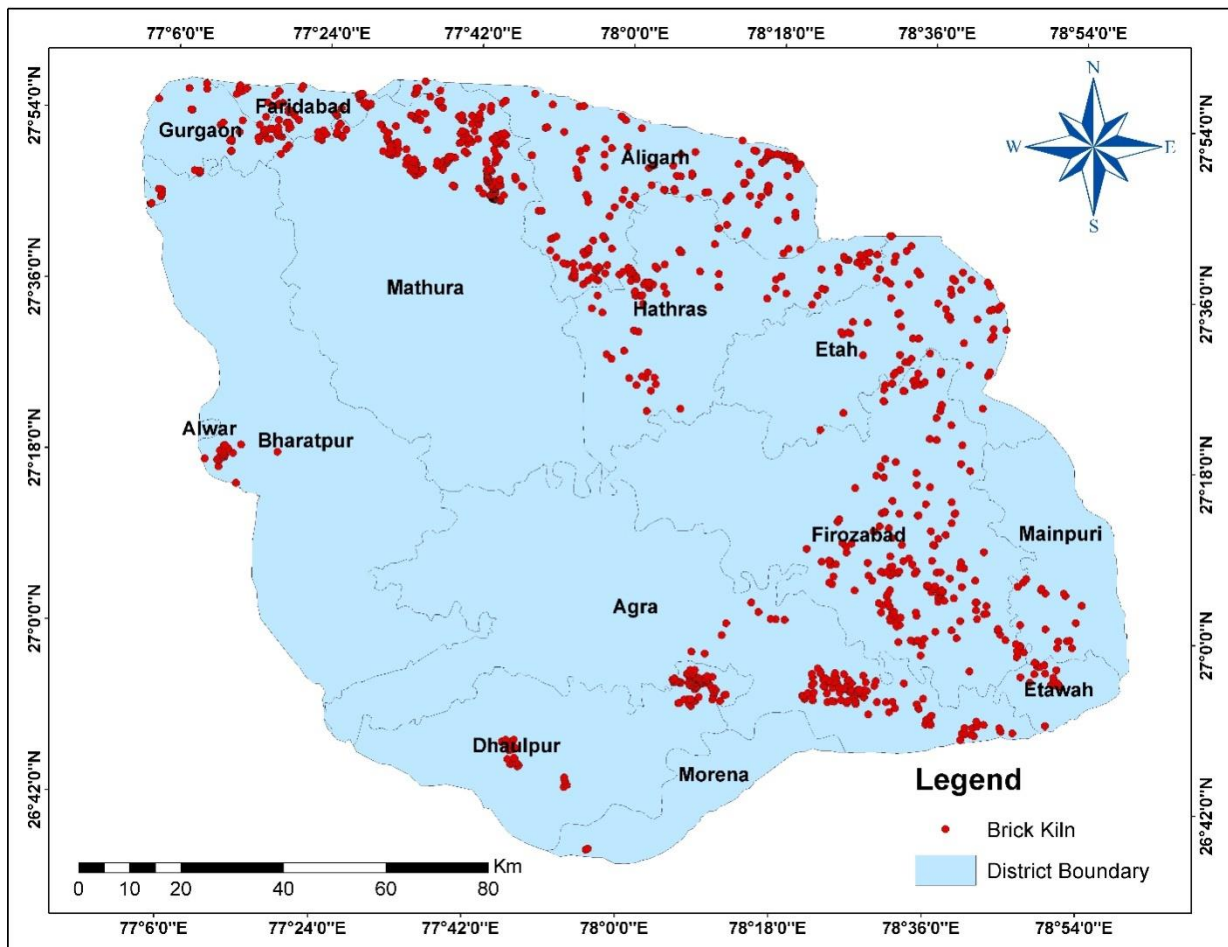 77°6'0"E 77°24'0"E 77°42'0"E 78°0'0"E 78°18'0"E 78°36'0"E 78°54'0"E
27°54'0"N
27°36'0"N
27°18'0"N
27°0'0"N
26°42'0"N
N
W E
S
27°54'0"N
27°36'0"N
27°18'0"N
27°0'0"N
26°42'0"N
Faridabad
Gurgaon
Aligarh
Mathura
Hathras
Etah
Alwar
Bharatpur
Firozabad
Mainpuri
Agra
Etawah
Dhaulpur
Morena
Legend
Brick Kiln
District Boundary
Km
0 10 20 40 60 80
77°6'0"E 77°24'0"E 77°42'0"E 78°0'0"E 78°18'0"E 78°36'0"E 78°54'0"E